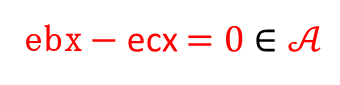 ebx − ecx = 0 ∈ 𝒜